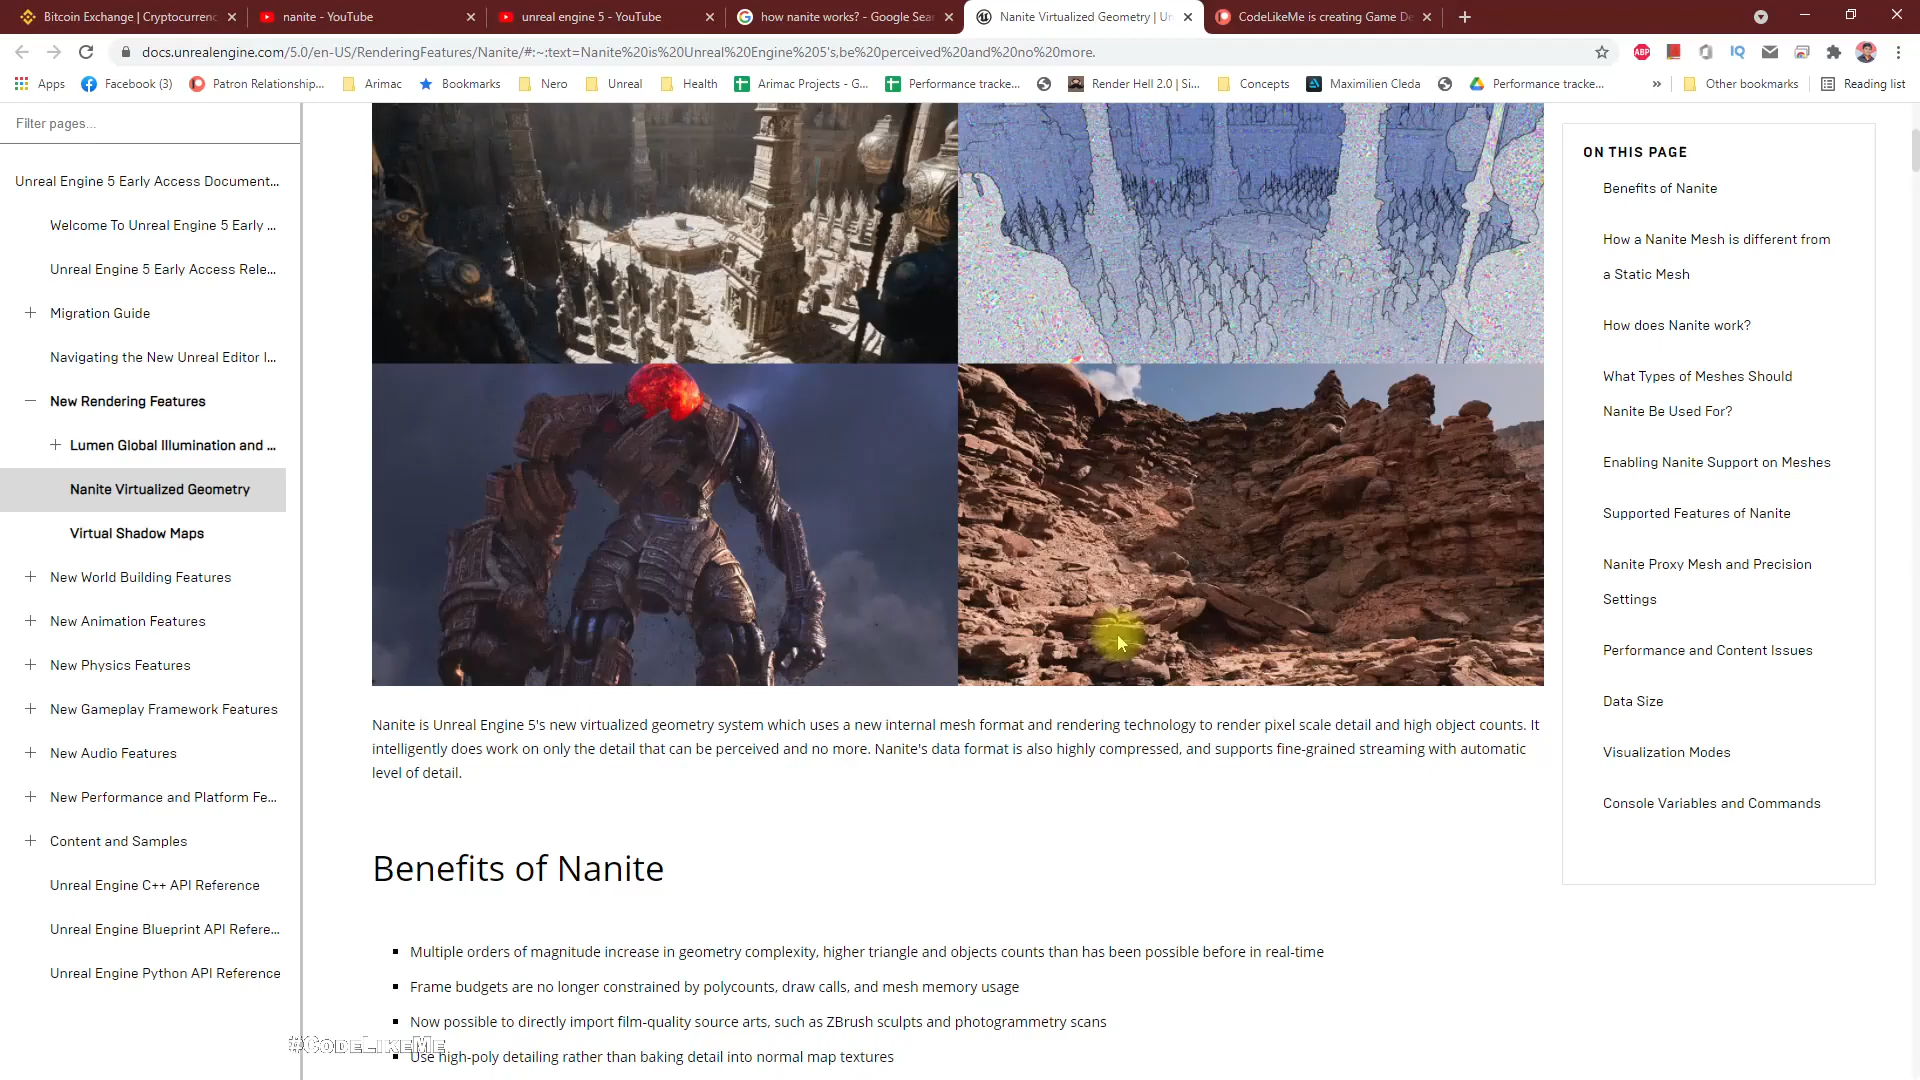 Bitcoin Exchange | Cryptocurrenc
nanite - YouTube
unreal engine 5 - YouTube
how nanite works? - Google Sear
Nanite Virtualized Geometry | Un
CodeLikeMe is creating Game De
docs.unrealengine.com/5.0/en-US/RenderingFeatures/Nanite/#:~:text=Nanite%20is%20Unreal%20Engine%205's,be%20perceived%20and%20no%20more.
Apps
Facebook (3)
Patron Relationship...
Arimac
Bookmarks
Nero
Unreal
Health
Arimac Projects - G...
Performance tracke...
Render Hell 2.0 | Si...
Concepts
Maximilien Cleda
Performance tracke...
»
Other bookmarks
Reading list
Filter pages...
Unreal Engine 5 Early Access Document...
Welcome To Unreal Engine 5 Early ...
Unreal Engine 5 Early Access Rele...
Migration Guide
Navigating the New Unreal Editor I...
New Rendering Features
Lumen Global Illumination and ...
Nanite Virtualized Geometry
Virtual Shadow Maps
New World Building Features
New Animation Features
New Physics Features
New Gameplay Framework Features
New Audio Features
New Performance and Platform Fe...
Content and Samples
Unreal Engine C++ API Reference
Unreal Engine Blueprint API Refere...
Unreal Engine Python API Reference
Nanite is Unreal Engine 5's new virtualized geometry system which uses a new internal mesh format and rendering technology to render pixel scale detail and high object counts. It
intelligently does work on only the detail that can be perceived and no more. Nanite's data format is also highly compressed, and supports fine-grained streaming with automatic
level of detail.
Benefits of Nanite
Multiple orders of magnitude increase in geometry complexity, higher triangle and objects counts than has been possible before in real-time
Frame budgets are no longer constrained by polycounts, draw calls, and mesh memory usage
Now possible to directly import film-quality source arts, such as ZBrush sculpts and photogrammetry scans
Use high-poly detailing rather than baking detail into normal map textures
#CodeLikeMe
ON THIS PAGE
Benefits of Nanite
How a Nanite Mesh is different from
a Static Mesh
How does Nanite work?
What Types of Meshes Should
Nanite Be Used For?
Enabling Nanite Support on Meshes
Supported Features of Nanite
Nanite Proxy Mesh and Precision
Settings
Performance and Content Issues
Data Size
Visualization Modes
Console Variables and Commands